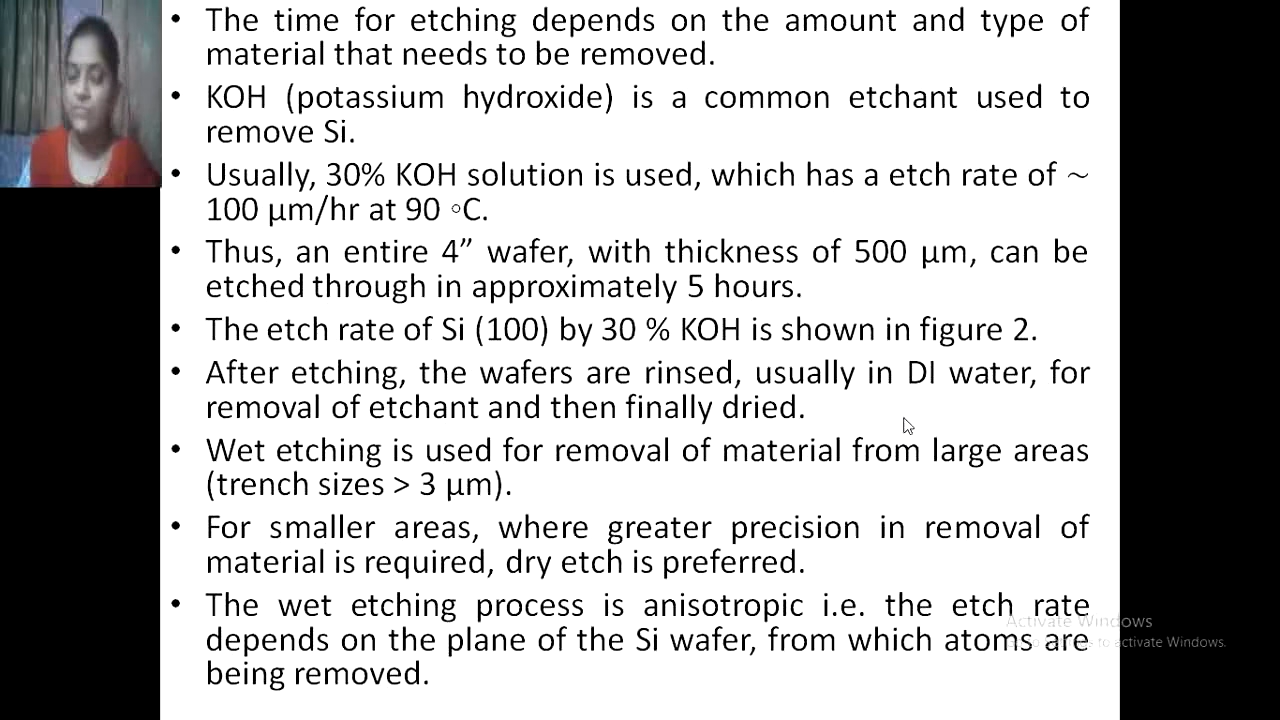 • The time for etching depends on the amount and type of
material that needs to be removed.
• KOH (potassium hydroxide) is a common etchant used to
remove Si.
• Usually, 30% KOH solution is used, which has a etch rate of ~
100 μm/hr at 90 ◦C.
• Thus, an entire 4” wafer, with thickness of 500 μm, can be
etched through in approximately 5 hours.
• The etch rate of Si (100) by 30 % KOH is shown in figure 2.
• After etching, the wafers are rinsed, usually in DI water, for
removal of etchant and then finally dried.
• Wet etching is used for removal of material from large areas
(trench sizes > 3 μm).
• For smaller areas, where greater precision in removal of
material is required, dry etch is preferred.
• The wet etching process is anisotropic i.e. the etch rate
depends on the plane of the Si wafer, from which atoms are
being removed.
Activate Windows
to activate Windows.